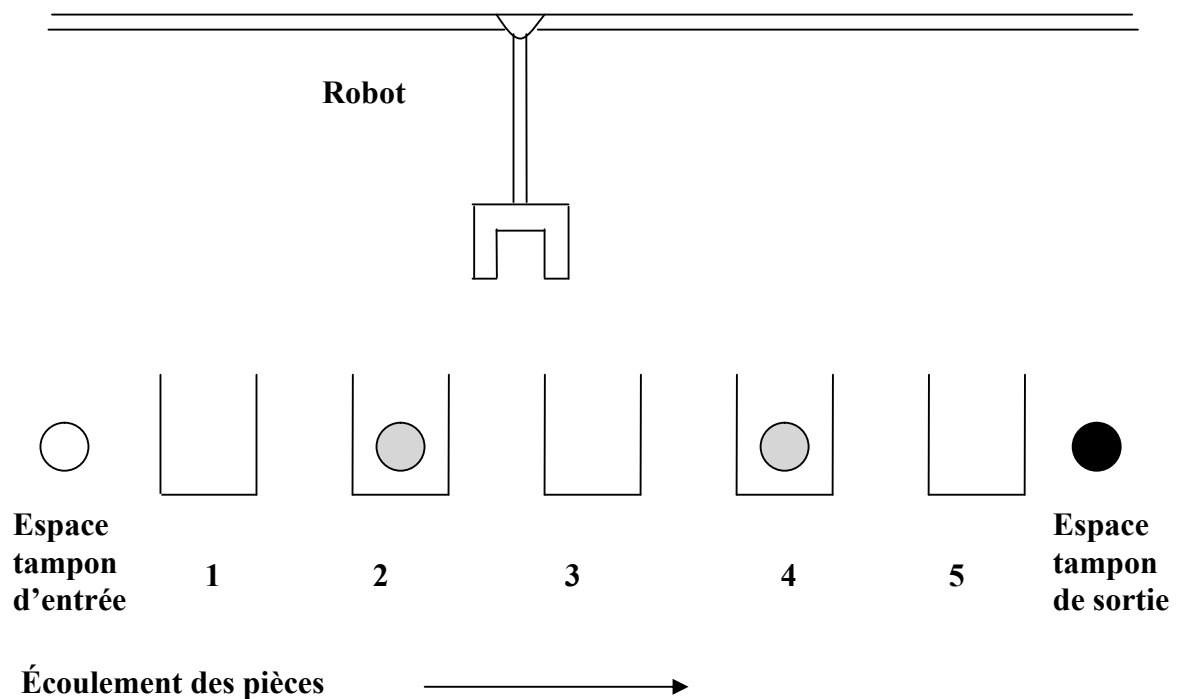 Robot
Espace
tampon
d’entrée
1
2
3
4
5
Espace
tampon
de sortie
Écoulement des pièces